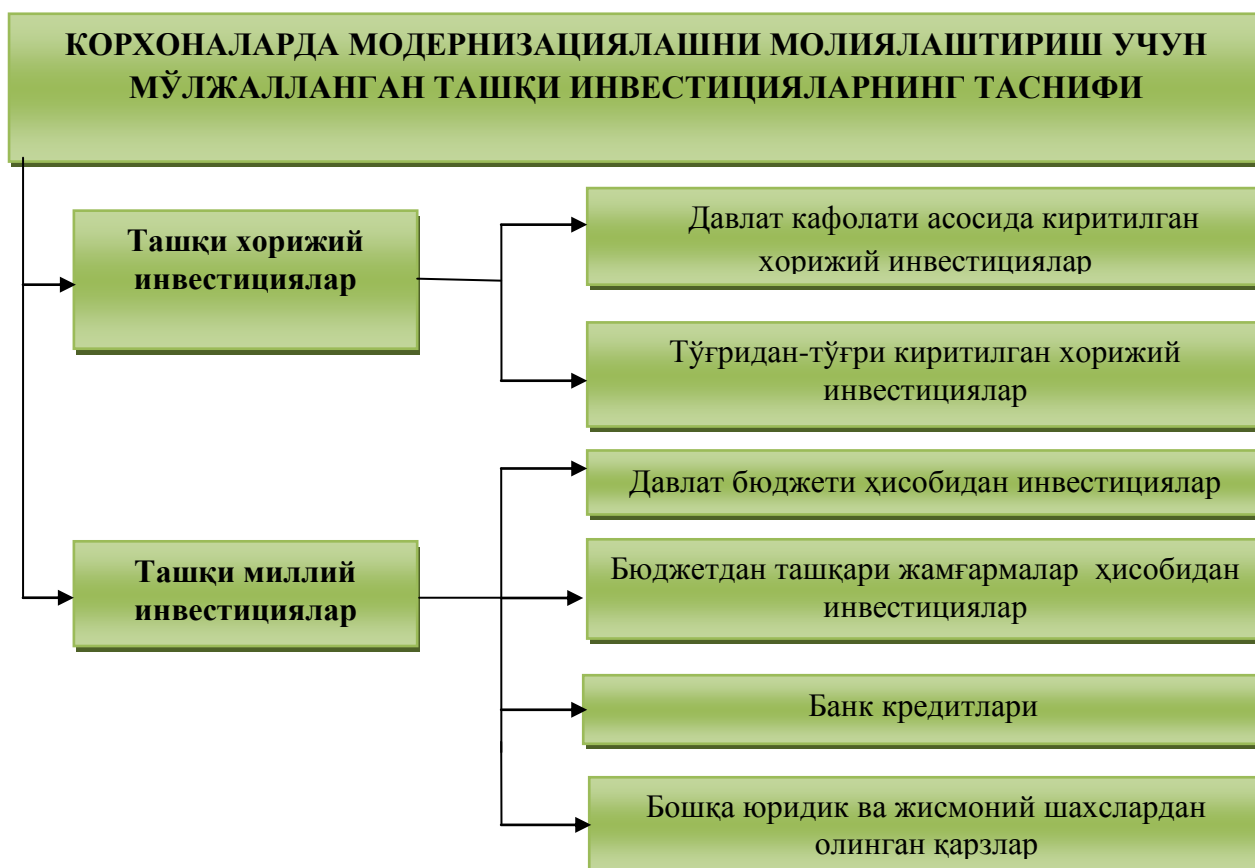 КОРХОНАЛАРДА МОДЕРНИЗАЦИЯЛАШНИ МОЛИЯЛАШТИРИШ УЧУН
МЎЛЖАЛЛАНГАН ТАШҚИ ИНВЕСТИЦИЯЛАРНИНГ ТАСНИФИ
Ташқи хорижий
инвестициялар
Давлат кафолати асосида киритилган
хорижий инвестициялар
Тўғридан-тўғри киритилган хорижий
инвестициялар
Ташқи миллий
инвестициялар
Давлат бюджети ҳисобидан инвестициялар
Бюджетдан ташқари жамғармалар ҳисобидан
инвестициялар
Банк кредитлари
Бошқа юридик ва жисмоний шахслардан
олинган қарзлар